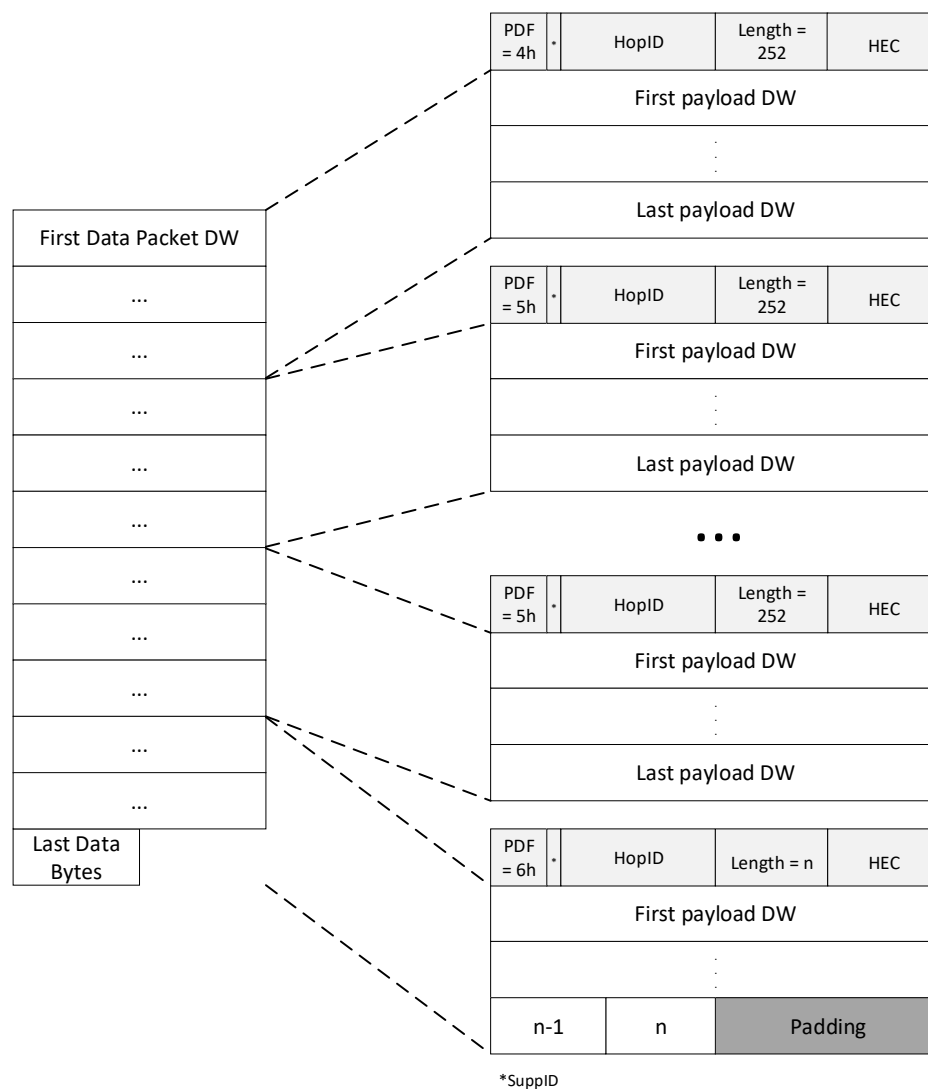 PDF
= 4h
*
HopID
Length =
252
HEC
First payload DW
.
.
.
Last payload DW
First Data Packet DW
...
...
...
...
...
...
...
...
...
...
Last Data
Bytes
PDF
= 5h
*
HopID
Length =
252
HEC
First payload DW
.
.
.
Last payload DW
...
PDF
= 5h
*
HopID
Length =
252
HEC
First payload DW
.
.
.
Last payload DW
PDF
= 6h
*
HopID
Length = n
HEC
First payload DW
.
.
.
n-1
n
Padding
*SuppID